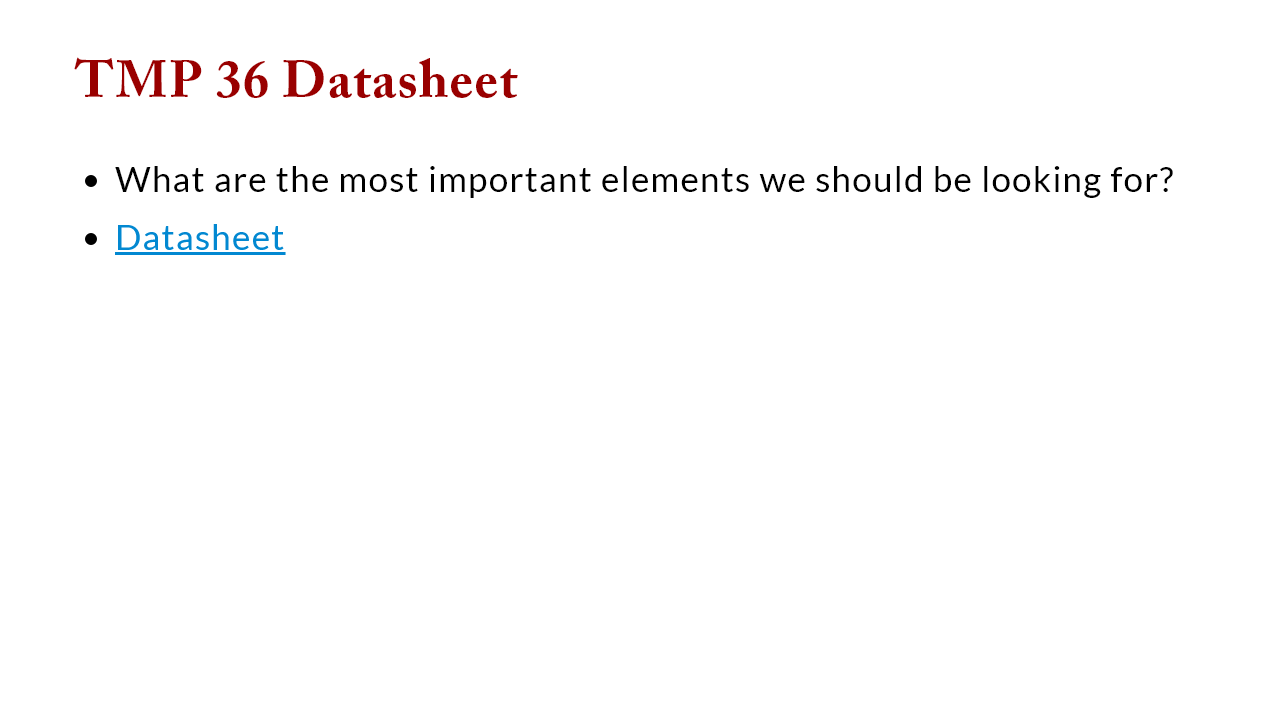 TMP 36 Datasheet
What are the most important elements we should be looking for?
Datasheet